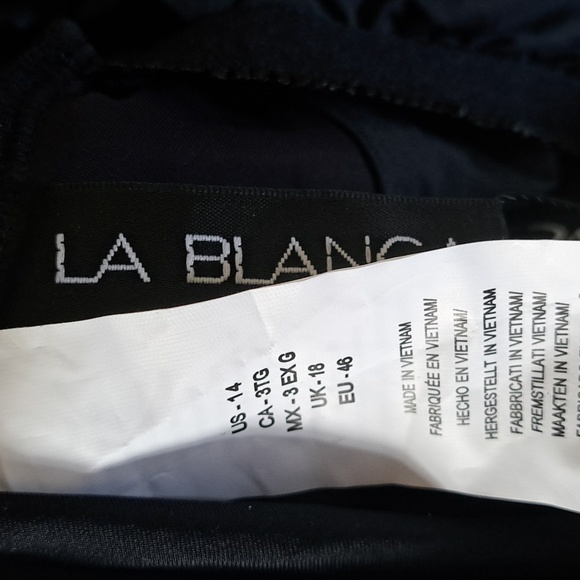 LA BLANCA
US - 14
CA - 3TG
MX - 3 EXG
UK - 18
EU - 46
MADE IN VIETNAM
FABRIQUÉE EN VIETNAM/
HECHO EN VIETNAM/
HERGESTELLT IN VIETNAM
FABBRICATI IN VIETNAM/
FREMSTILLATI VIETNAM/
MAAKTEN IN VIETNAM/